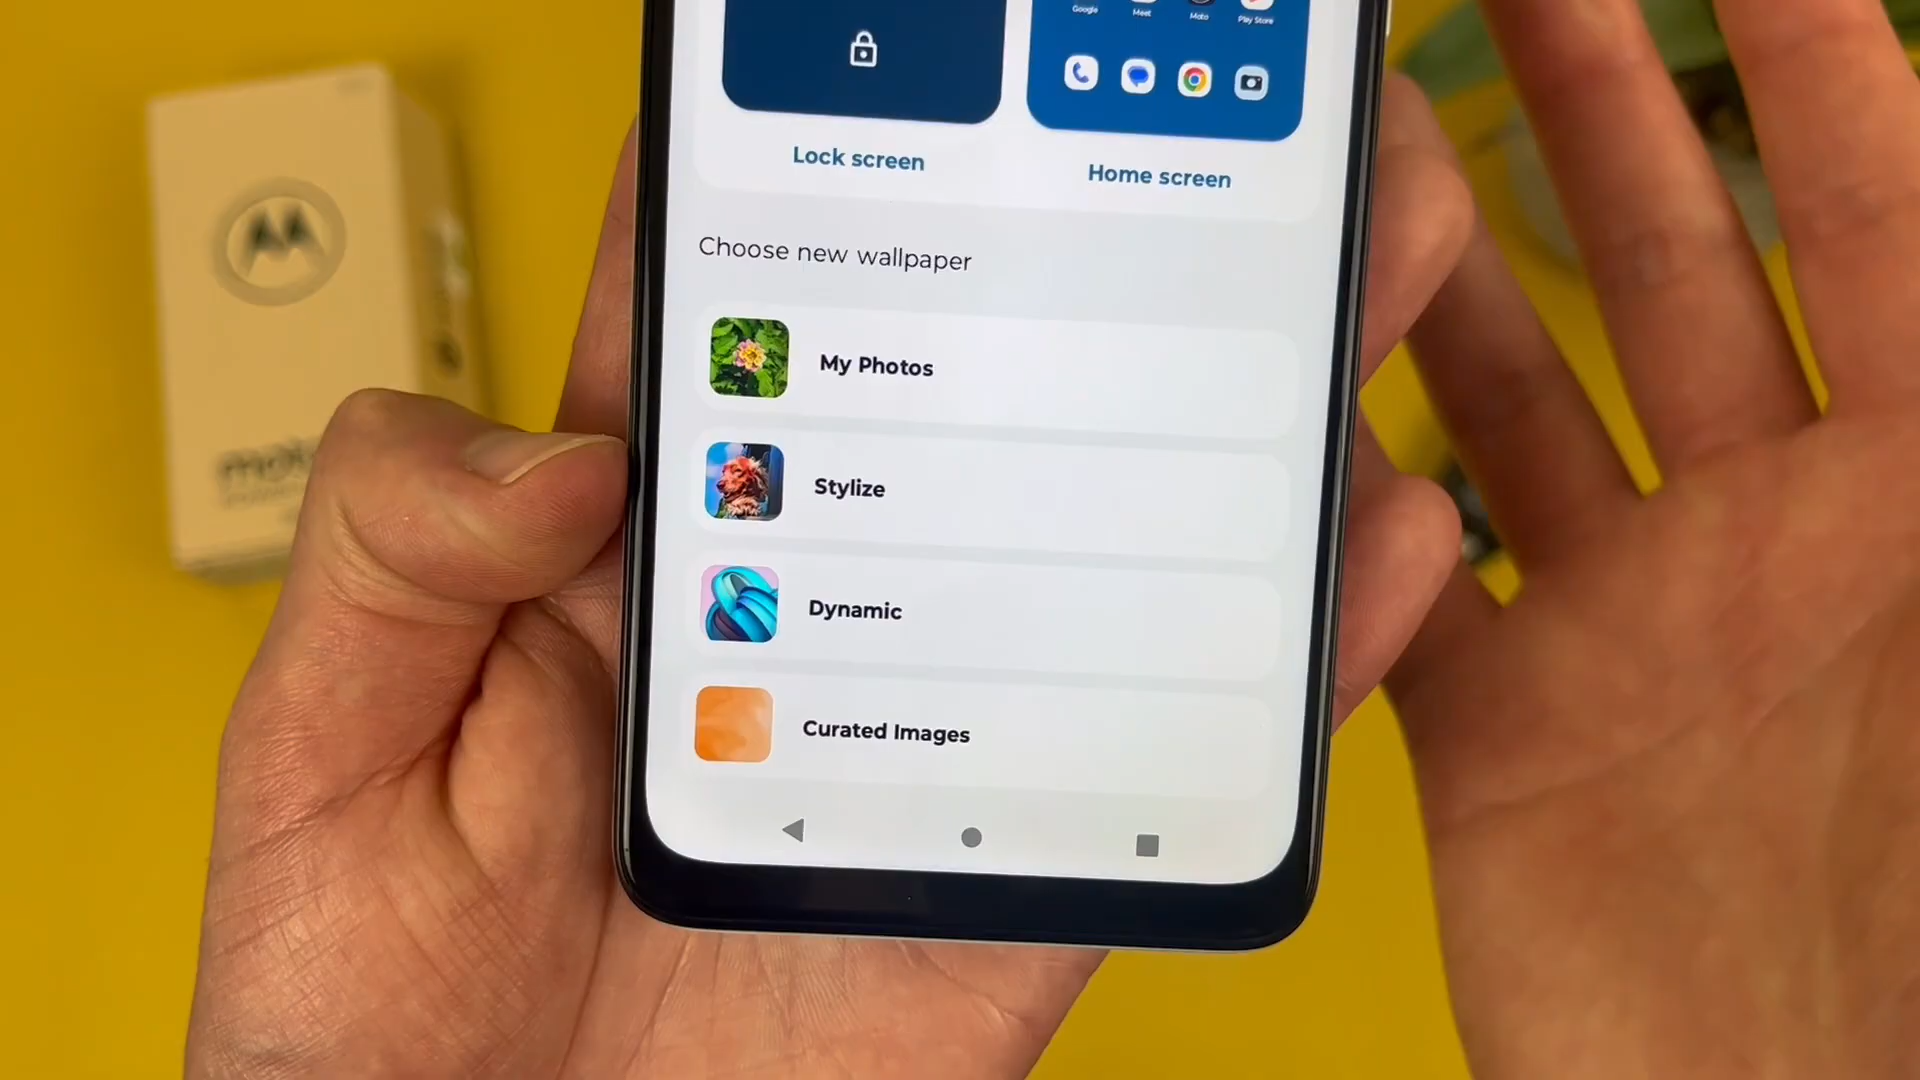 Google Meet Moto Play Store
Lock screen
Home screen
Choose new wallpaper
My Photos
Stylize
Dynamic
Curated Images